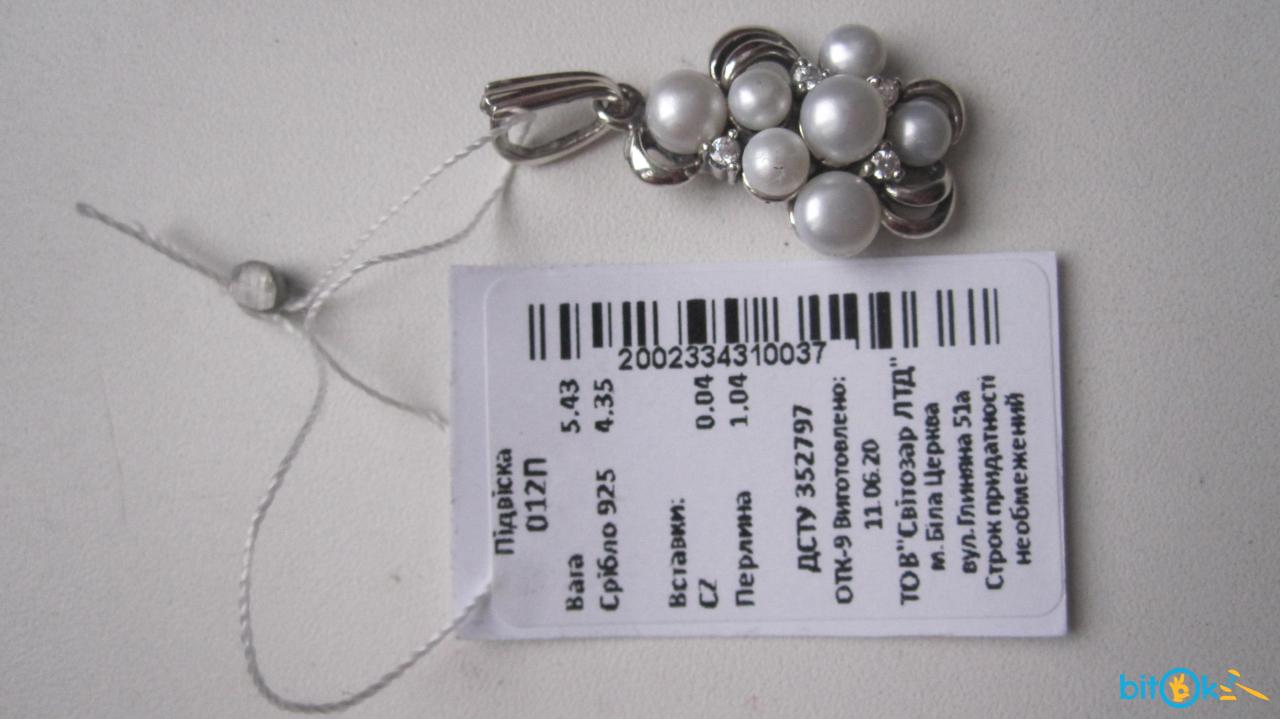 2002334310037
Підвіска
012П
Вага 5.43
Срібло 925 4.35
Вставки:
CZ 0.04
Перлина 1.04
ДСТУ 352797
ОТК-9 Виготовлено:
11.06.20
ТОВ"Світозар ЛТД"
м. Біла Церква
вул. Глиняна 51а
Строк придатності
необмежений
bitOk